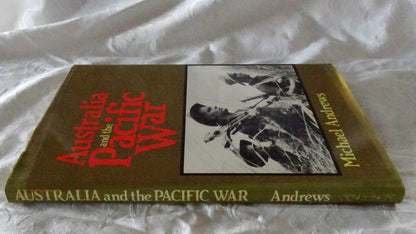 Australia
and the
Pacific
War
Michael Andrews
AUSTRALIA and the PACIFIC WAR Andrews